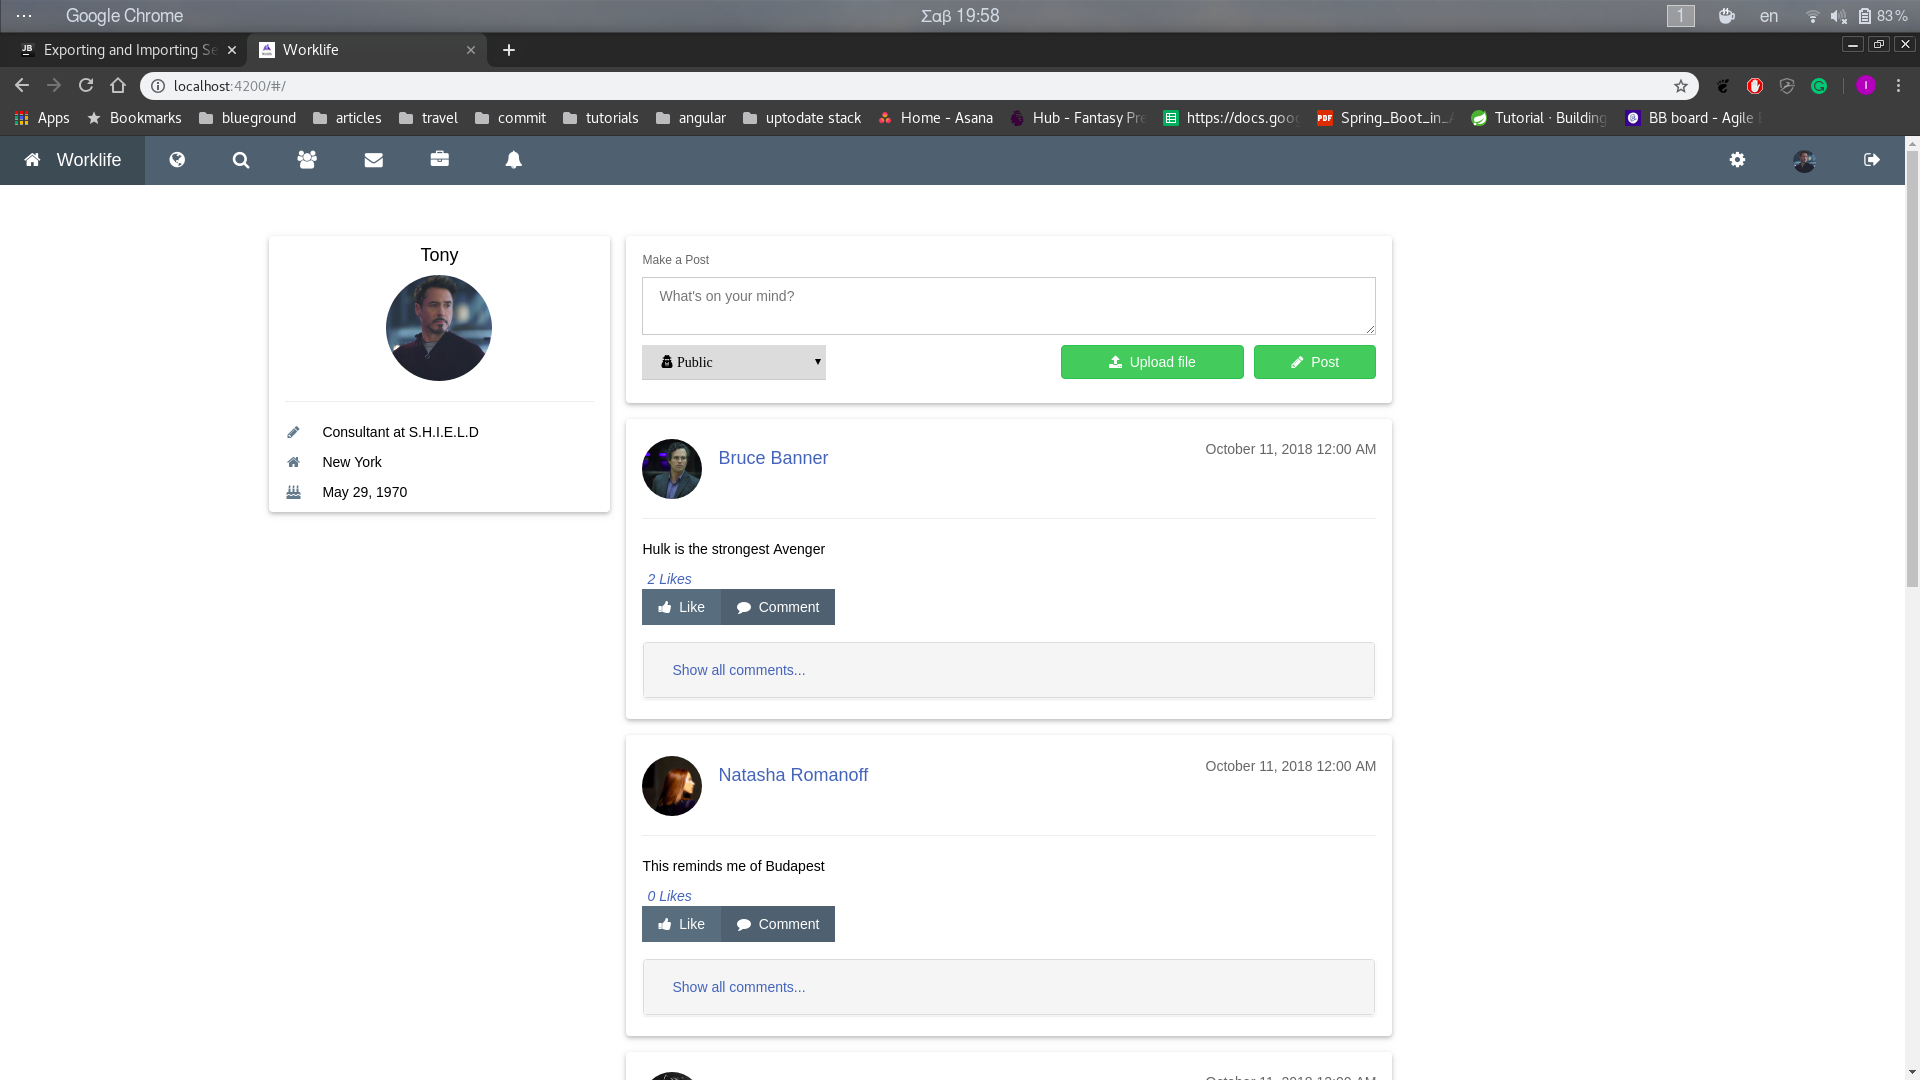 Google Chrome
Σαβ 19:58
1
en
83 %
JB
Exporting and Importing Se
Worklife
localhost:4200/#/
I
Apps
Bookmarks
blueground
articles
travel
commit
tutorials
angular
uptodate stack
Home - Asana
Hub - Fantasy Pre
https://docs.goo
PDF
Spring_Boot_in_
Tutorial · Building
BB board - Agile
Worklife
Tony
Consultant at S.H.I.E.L.D
New York
May 29, 1970
Make a Post
What's on your mind?
Public
Upload file
Post
Bruce Banner
October 11, 2018 12:00 AM
Hulk is the strongest Avenger
2 Likes
Like
Comment
Show all comments...
Natasha Romanoff
October 11, 2018 12:00 AM
This reminds me of Budapest
0 Likes
Like
Comment
Show all comments...